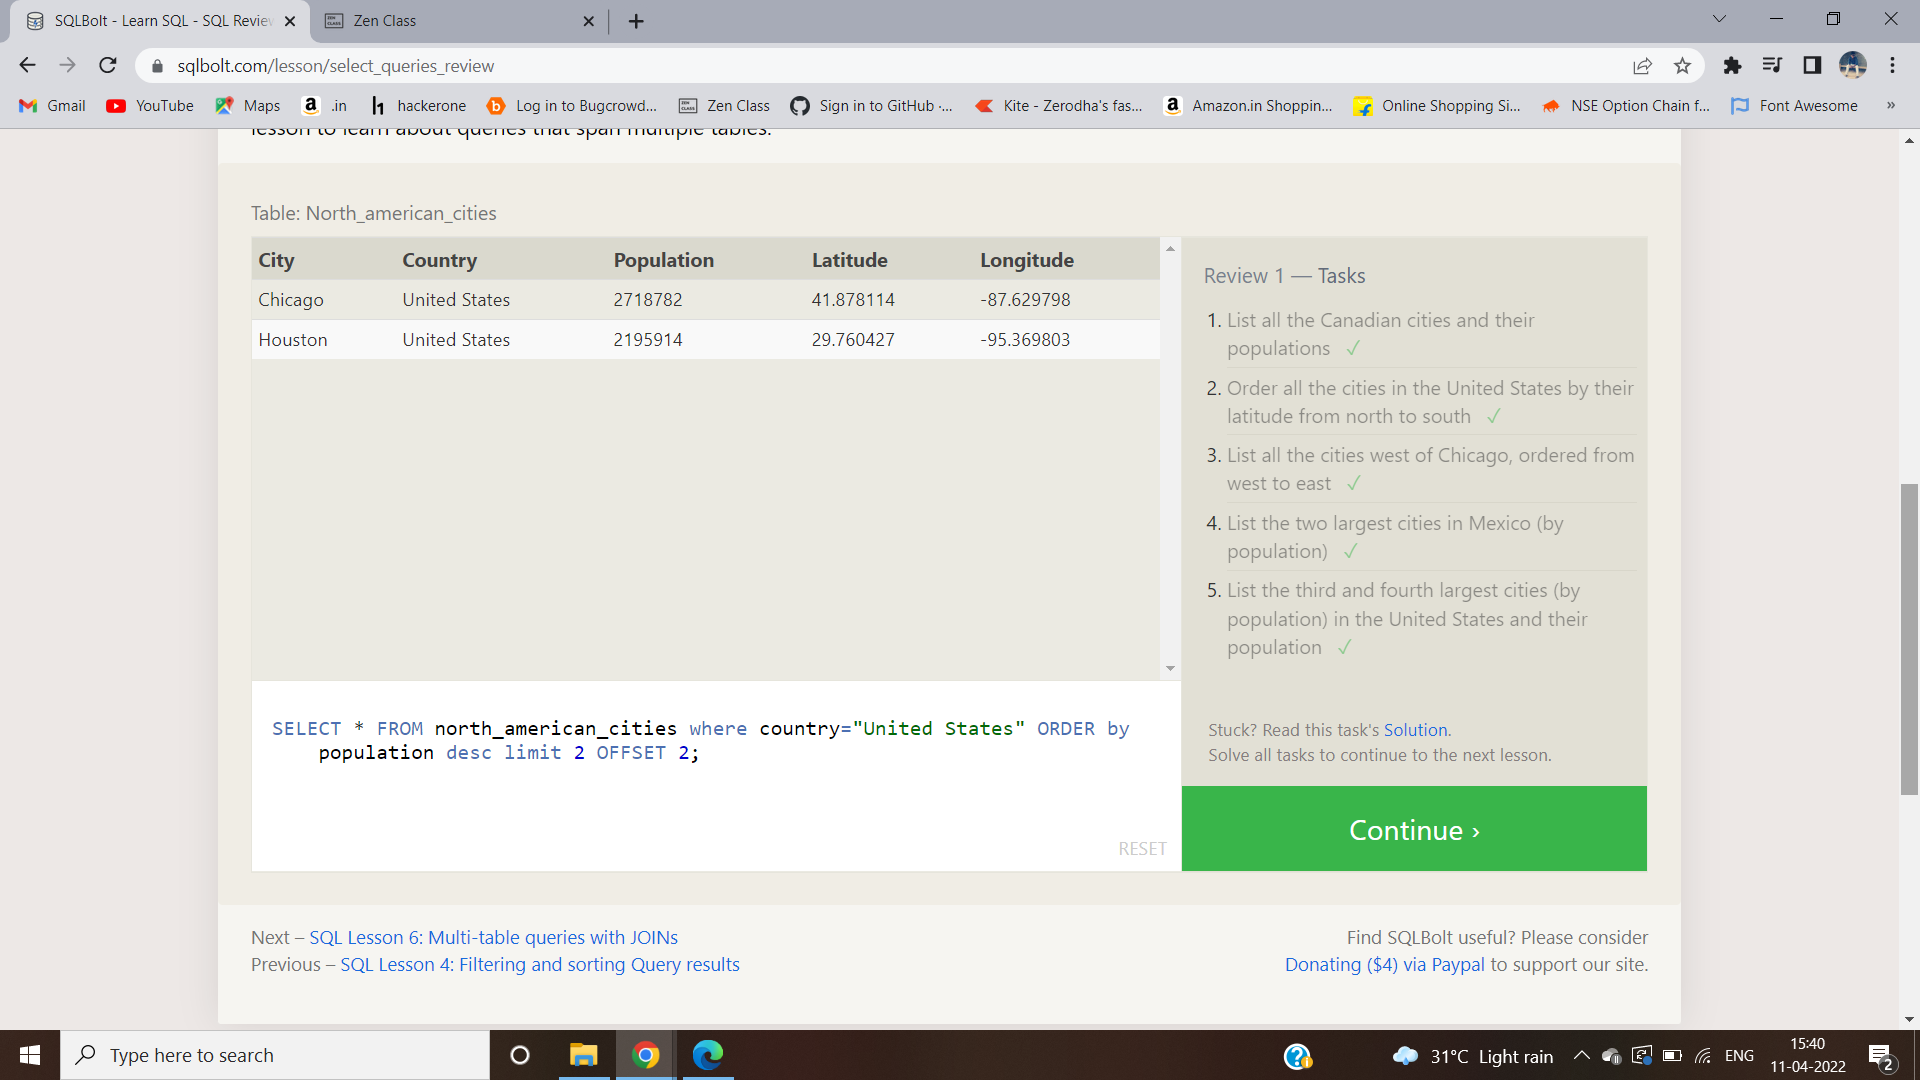 SQLBolt - Learn SQL - SQL Review
Zen Class
sqlbolt.com/lesson/select_queries_review
Gmail YouTube Maps .in hackerone Log in to Bugcrowd... Zen Class Sign in to GitHub ·... Kite - Zerodha's fas... Amazon.in Shoppin... Online Shopping Si... NSE Option Chain f... Font Awesome »
lesson to learn about queries that span multiple tables.
Table: North_american_cities
City Country Population Latitude Longitude
Chicago United States 2718782 41.878114 -87.629798
Houston United States 2195914 29.760427 -95.369803
SELECT * FROM north_american_cities where country="United States" ORDER by
population desc limit 2 OFFSET 2;
RESET
Review 1 — Tasks
1. List all the Canadian cities and their
populations ✓
2. Order all the cities in the United States by their
latitude from north to south ✓
3. List all the cities west of Chicago, ordered from
west to east ✓
4. List the two largest cities in Mexico (by
population) ✓
5. List the third and fourth largest cities (by
population) in the United States and their
population ✓
Stuck? Read this task's Solution.
Solve all tasks to continue to the next lesson.
Continue ›
Next – SQL Lesson 6: Multi-table queries with JOINs
Previous – SQL Lesson 4: Filtering and sorting Query results
Find SQLBolt useful? Please consider
Donating ($4) via Paypal to support our site.
Type here to search
31°C Light rain
ENG
15:40
11-04-2022
2